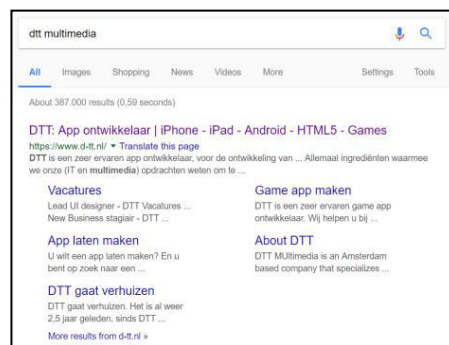 dtt multimedia
All Images Shopping News Videos More Settings Tools
About 387.000 results (0,59 seconds)
DTT: App ontwikkelaar | iPhone - iPad - Android - HTML5 - Games
https://www.d-tt.nl/ ▼ Translate this page
DTT is een zeer ervaren app ontwikkelaar, voor de ontwikkeling van ... Allemaal ingrediënten waarmee
we onze (IT en multimedia) opdrachten weten om te ...
Vacatures
Lead UI designer - DTT Vacatures ...
New Business stagiair - DTT ...
Game app maken
DTT is een zeer ervaren game app
ontwikkelaar. Wij helpen u bij ...
App laten maken
U wilt een app laten maken? En u
bent op zoek naar een ...
About DTT
DTT MUltimedia is an Amsterdam
based company that specializes ...
DTT gaat verhuizen
DTT gaat verhuizen. Het is al weer
2,5 jaar geleden, sinds DTT ...
More results from d-tt.nl »